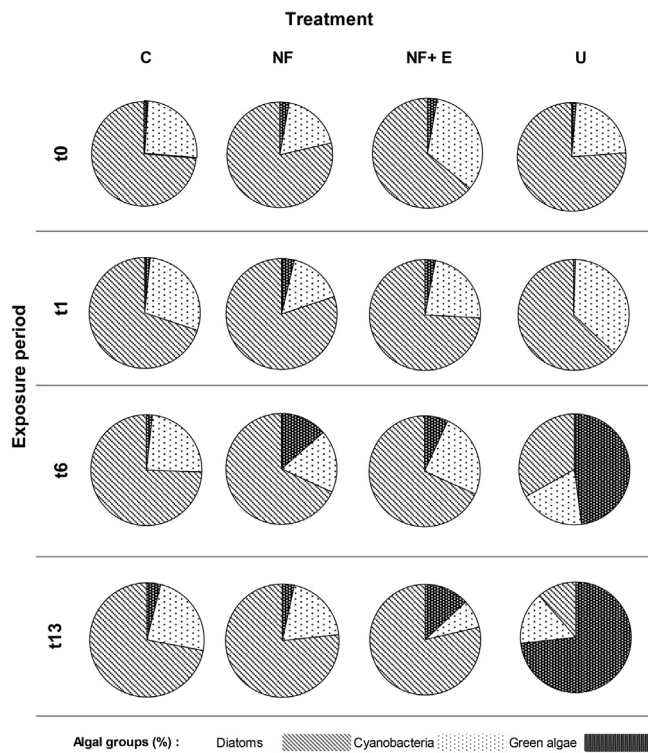 Treatment
C NF NF+ E U
Exposure period
t0
t1
t6
t13
Algal groups (%) : Diatoms Cyanobacteria Green algae